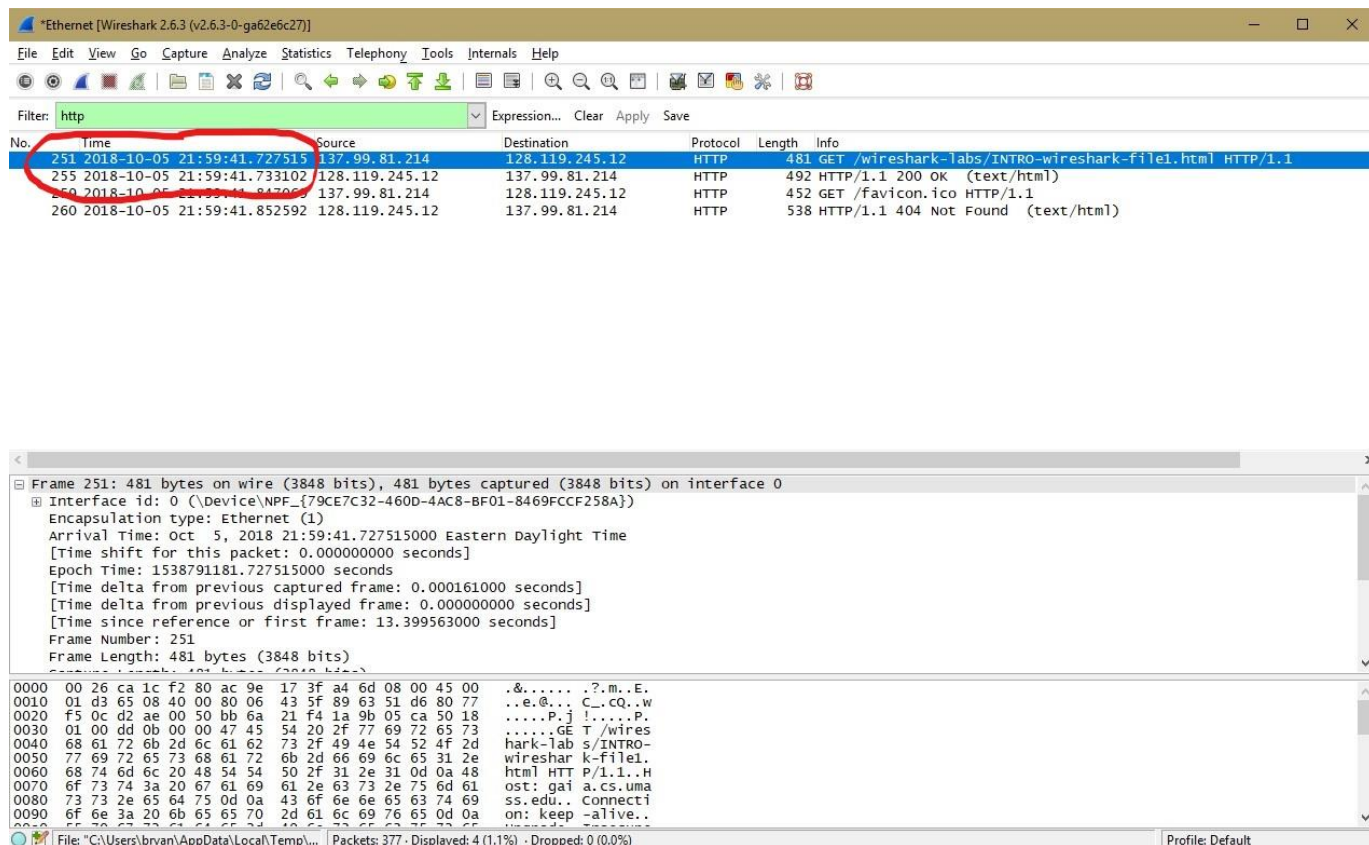 *Ethernet [Wireshark 2.6.3 (v2.6.3-0-ga62e6c27)]
File Edit View Go Capture Analyze Statistics Telephony Tools Internals Help
Filter: http Expression... Clear Apply Save
No. Time Source Destination Protocol Length Info
251 2018-10-05 21:59:41.727515 137.99.81.214 128.119.245.12 HTTP 481 GET /wireshark-labs/INTRO-wireshark-file1.html HTTP/1.1
255 2018-10-05 21:59:41.733102 128.119.245.12 137.99.81.214 HTTP 492 HTTP/1.1 200 OK (text/html)
2018-10-05 137.99.81.214 128.119.245.12 HTTP 452 GET /favicon.ico HTTP/1.1
260 2018-10-05 21:59:41.852592 128.119.245.12 137.99.81.214 HTTP 538 HTTP/1.1 404 Not Found (text/html)
Frame 251: 481 bytes on wire (3848 bits), 481 bytes captured (3848 bits) on interface 0
Interface id: 0 (\Device\NPF_{79CE7C32-460D-4AC8-BF01-8469FCCF258A})
Encapsulation type: Ethernet (1)
Arrival Time: Oct 5, 2018 21:59:41.727515000 Eastern Daylight Time
[Time shift for this packet: 0.000000000 seconds]
Epoch Time: 1538791181.727515000 seconds
[Time delta from previous captured frame: 0.000161000 seconds]
[Time delta from previous displayed frame: 0.000000000 seconds]
[Time since reference or first frame: 13.399563000 seconds]
Frame Number: 251
Frame Length: 481 bytes (3848 bits)
0000 00 26 ca 1c f2 80 ac 9e 17 3f a4 6d 08 00 45 00 .&...... .?.m..E.
0010 01 d3 65 08 40 00 80 06 43 5f 89 63 51 d6 80 77 ..e.@... C_.cQ..w
0020 f5 0c d2 ae 00 50 bb 6a 21 f4 1a 9b 05 ca 50 18 .....P.j !.....P.
0030 01 00 dd 0b 00 00 47 45 54 20 2f 77 69 72 65 73 ......GE T /wires
0040 68 61 72 6b 2d 6c 61 62 73 2f 49 4e 54 52 4f 2d hark-lab s/INTRO-
0050 77 69 72 65 73 68 61 72 6b 2d 66 69 6c 65 31 2e wireshar k-file1.
0060 68 74 6d 6c 20 48 54 54 50 2f 31 2e 31 0d 0a 48 html HTT P/1.1..H
0070 6f 73 74 3a 20 67 61 69 61 2e 63 73 2e 75 6d 61 ost: gai a.cs.uma
0080 73 73 2e 65 64 75 0d 0a 43 6f 6e 6e 65 63 74 69 ss.edu.. Connecti
0090 6f 6e 3a 20 6b 65 65 70 2d 61 6c 69 76 65 0d 0a on: keep -alive..
File: "C:\Users\bryan\AppData\Local\Temp\... Packets: 377 · Displayed: 4 (1.1%) · Dropped: 0 (0.0%) Profile: Default